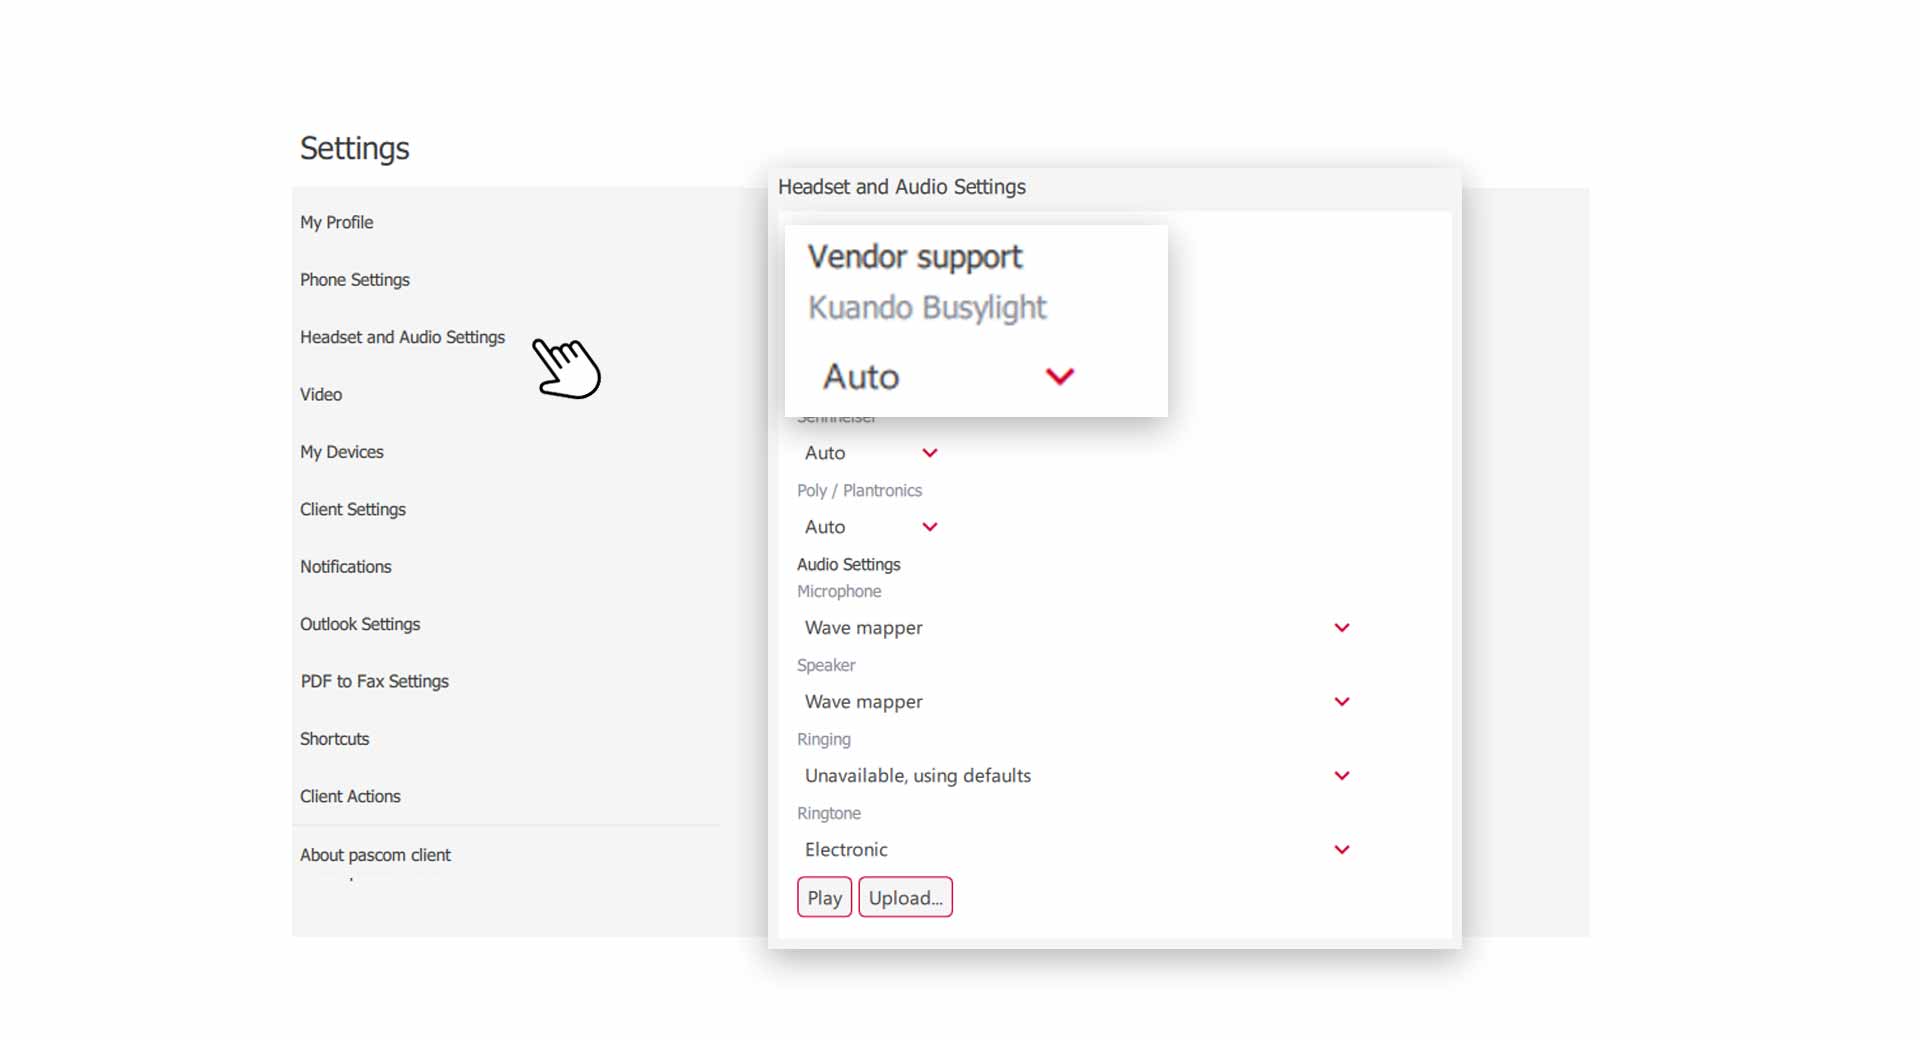 Settings
My Profile
Phone Settings
Headset and Audio Settings
Video
My Devices
Client Settings
Notifications
Outlook Settings
PDF to Fax Settings
Shortcuts
Client Actions
About pascom client
Headset and Audio Settings
Vendor support
Kuando Busylight
Auto
Sennheiser
Auto
Poly / Plantronics
Auto
Audio Settings
Microphone
Wave mapper
Speaker
Wave mapper
Ringing
Unavailable, using defaults
Ringtone
Electronic
Play Upload...